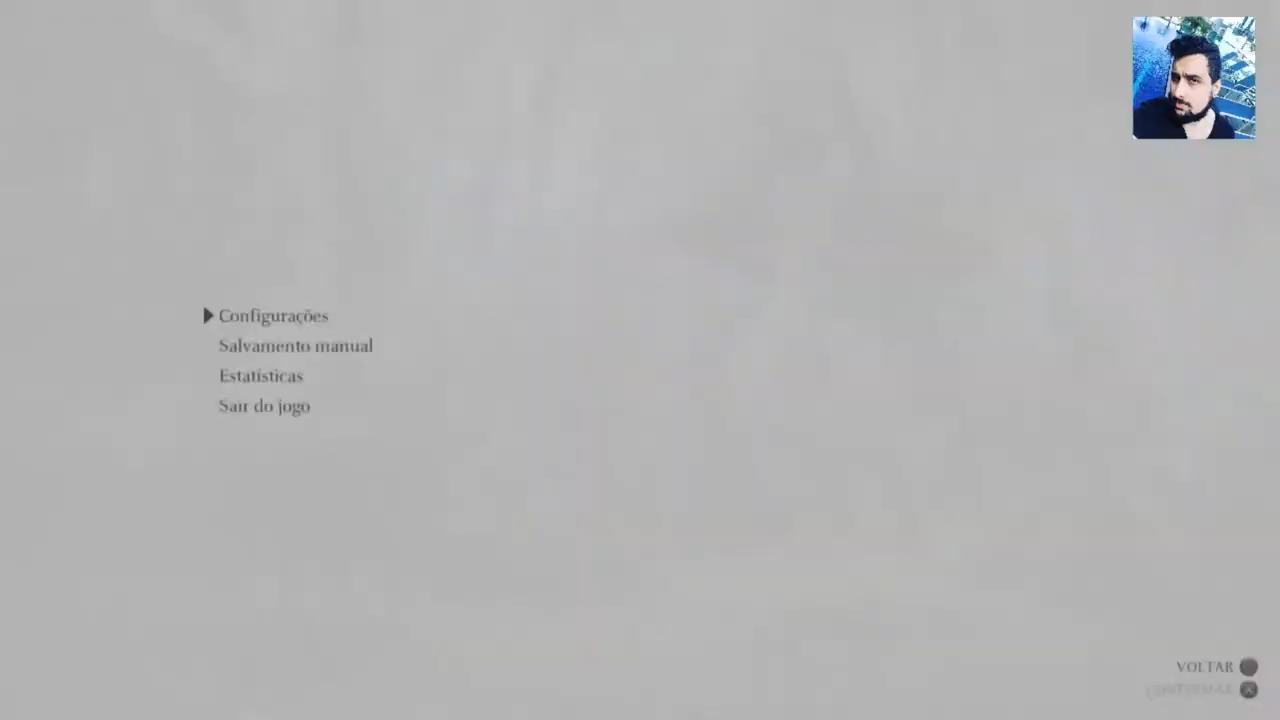 Configurações
Salvamento manual
Estatísticas
Sair do jogo
VOLTAR